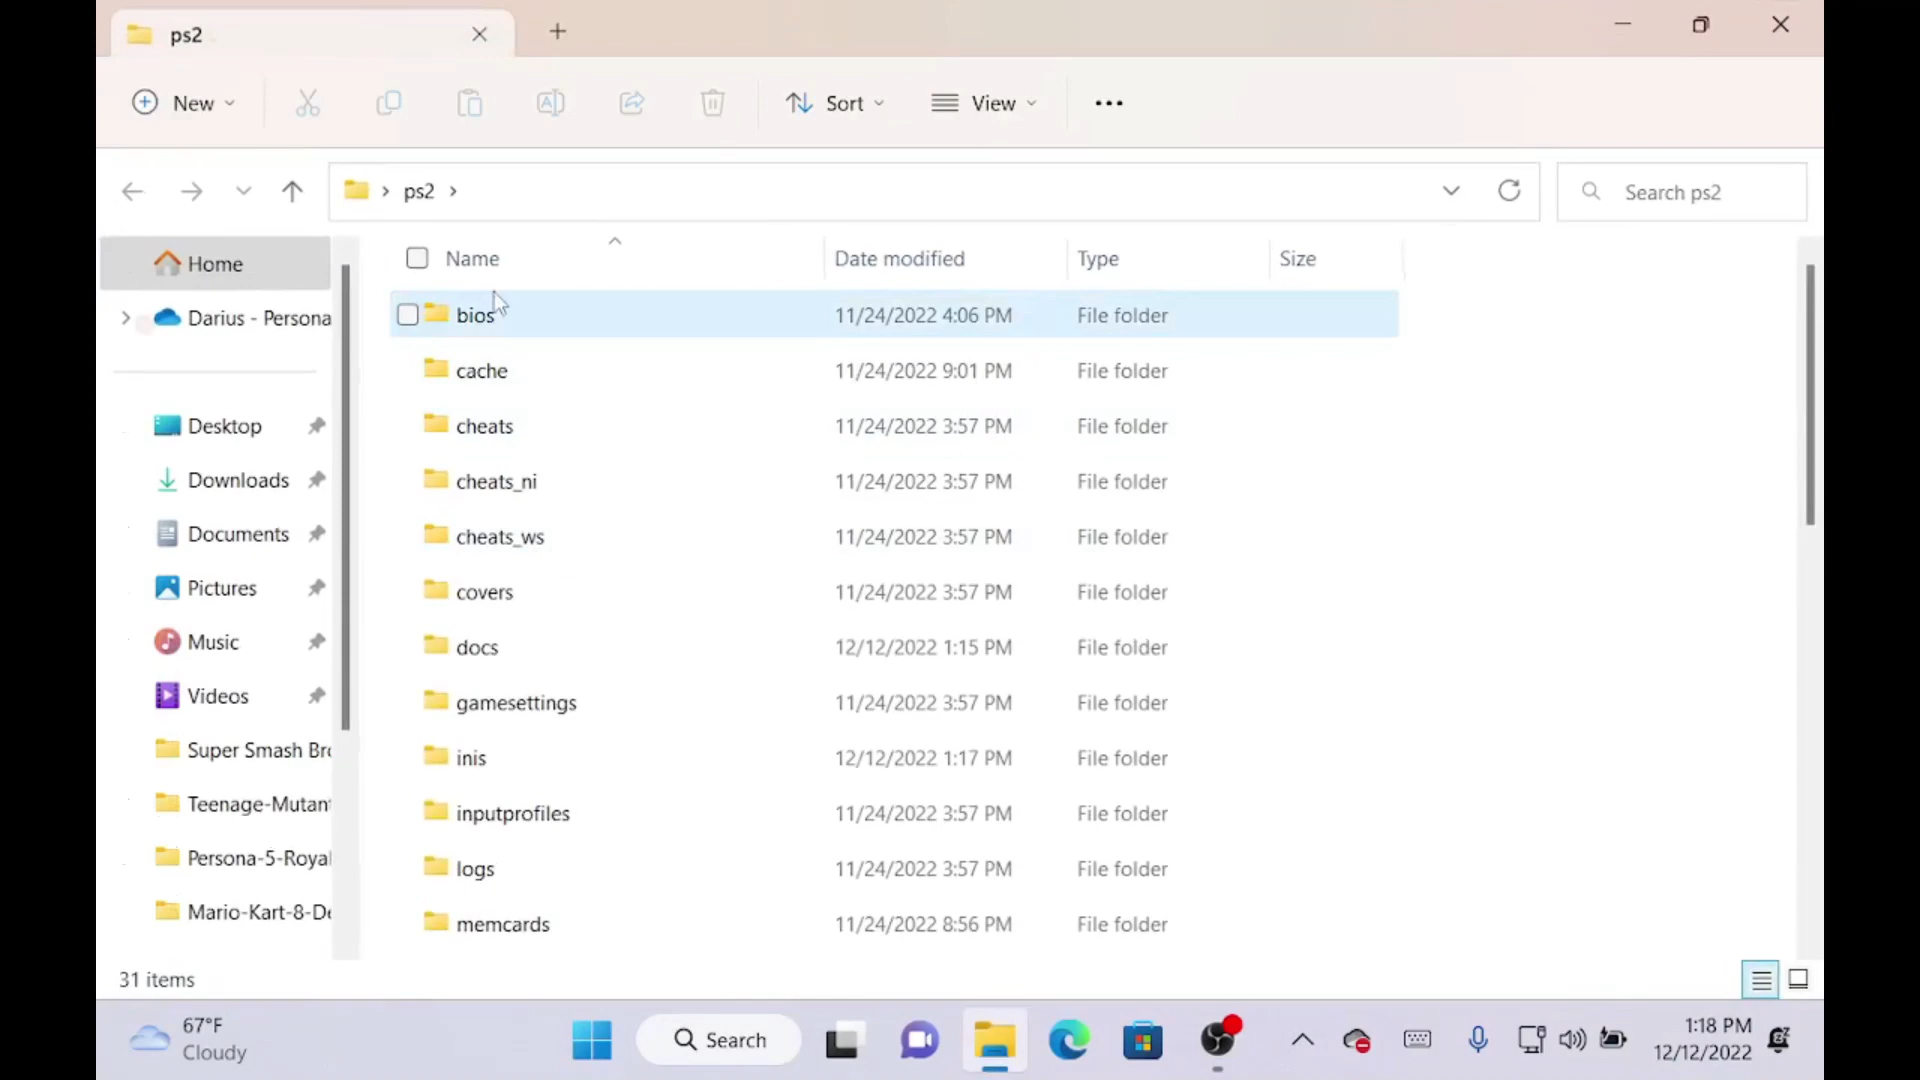 ps2
New
Sort
View
ps2
Search ps2
Name
Date modified
Type
Size
Home
Darius - Persona
Desktop
Downloads
Documents
Pictures
Music
Videos
Super Smash Bro
Teenage-Mutant
Persona-5-Royal
Mario-Kart-8-De
bios 11/24/2022 4:06 PM File folder
cache 11/24/2022 9:01 PM File folder
cheats 11/24/2022 3:57 PM File folder
cheats_ni 11/24/2022 3:57 PM File folder
cheats_ws 11/24/2022 3:57 PM File folder
covers 11/24/2022 3:57 PM File folder
docs 12/12/2022 1:15 PM File folder
gamesettings 11/24/2022 3:57 PM File folder
inis 12/12/2022 1:17 PM File folder
inputprofiles 11/24/2022 3:57 PM File folder
logs 11/24/2022 3:57 PM File folder
memcards 11/24/2022 8:56 PM File folder
31 items
67°F
Cloudy
Search
1:18 PM
12/12/2022